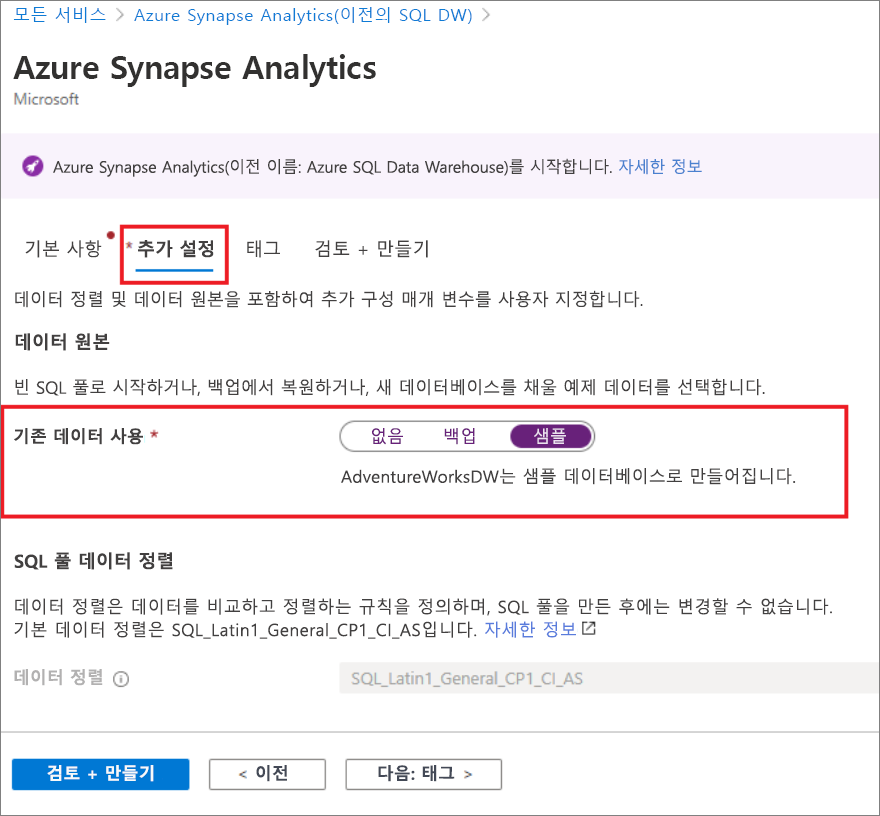 모든 서비스 > Azure Synapse Analytics(이전의 SQL DW) >
Azure Synapse Analytics
Microsoft
Azure Synapse Analytics(이전 이름: Azure SQL Data Warehouse)를 시작합니다. 자세한 정보
기본 사항 * 추가 설정 태그 검토 + 만들기
데이터 정렬 및 데이터 원본을 포함하여 추가 구성 매개 변수를 사용자 지정합니다.
데이터 원본
빈 SQL 풀로 시작하거나, 백업에서 복원하거나, 새 데이터베이스를 채울 예제 데이터를 선택합니다.
기존 데이터 사용 * 없음 백업 샘플
AdventureWorksDW는 샘플 데이터베이스로 만들어집니다.
SQL 풀 데이터 정렬
데이터 정렬은 데이터를 비교하고 정렬하는 규칙을 정의하며, SQL 풀을 만든 후에는 변경할 수 없습니다.
기본 데이터 정렬은 SQL_Latin1_General_CP1_CI_AS입니다. 자세한 정보
데이터 정렬 SQL_Latin1_General_CP1_CI_AS
검토 + 만들기 < 이전 다음: 태그 >